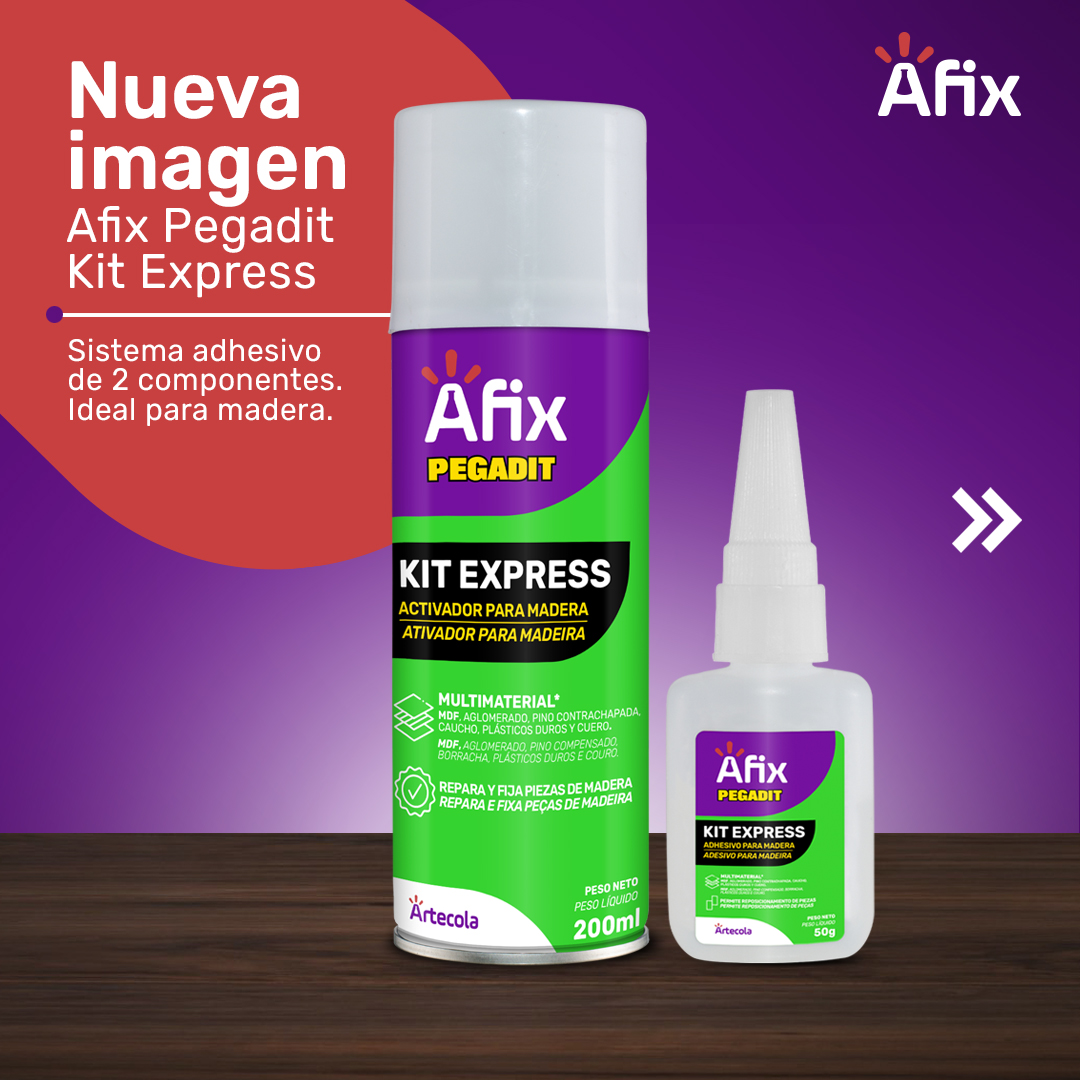 Nueva
imagen
Afix Pegadit
Kit Express
Sistema adhesivo
de 2 componentes.
Ideal para madera.
Afix
Afix
PEGADIT
KIT EXPRESS
ACTIVADOR PARA MADERA
ATIVADOR PARA MADEIRA
MULTIMATERIAL*
MDF, AGLOMERADO, PINO CONTRACHAPADA,
CAUCHO, PLÁSTICOS DUROS Y CUERO.
MDF, AGLOMERADO, PINO COMPENSADO,
BORRACHA, PLÁSTICOS DUROS E COURO.
REPARA Y FIJA PIEZAS DE MADERA
REPARA E FIXA PEÇAS DE MADEIRA
PESO NETO
PESO LÍQUIDO
200ml
Artecola
Afix
PEGADIT
KIT EXPRESS
ADHESIVO PARA MADERA
ADESIVO PARA MADEIRA
MULTIMATERIAL*
PERMITE REPOSICIONAMIENTO DE PIEZAS
PERMITE REPOSICIONAMENTO DE PEÇAS
PESO NETO
PESO LÍQUIDO
50g
Artecola